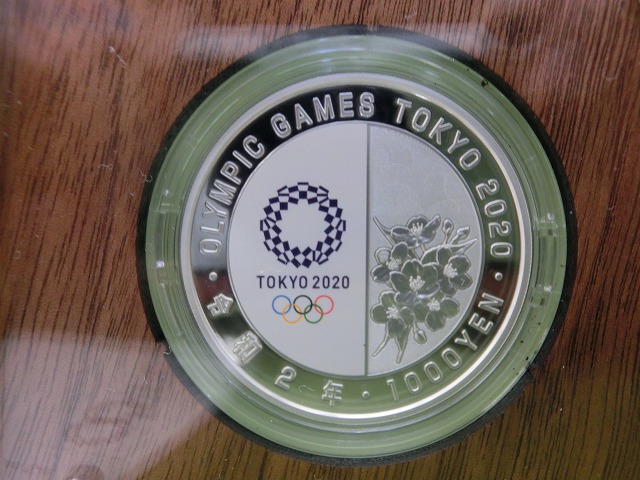 OLYMPIC GAMES TOKYO 2020
TOKYO 2020
令和2年・1000YEN